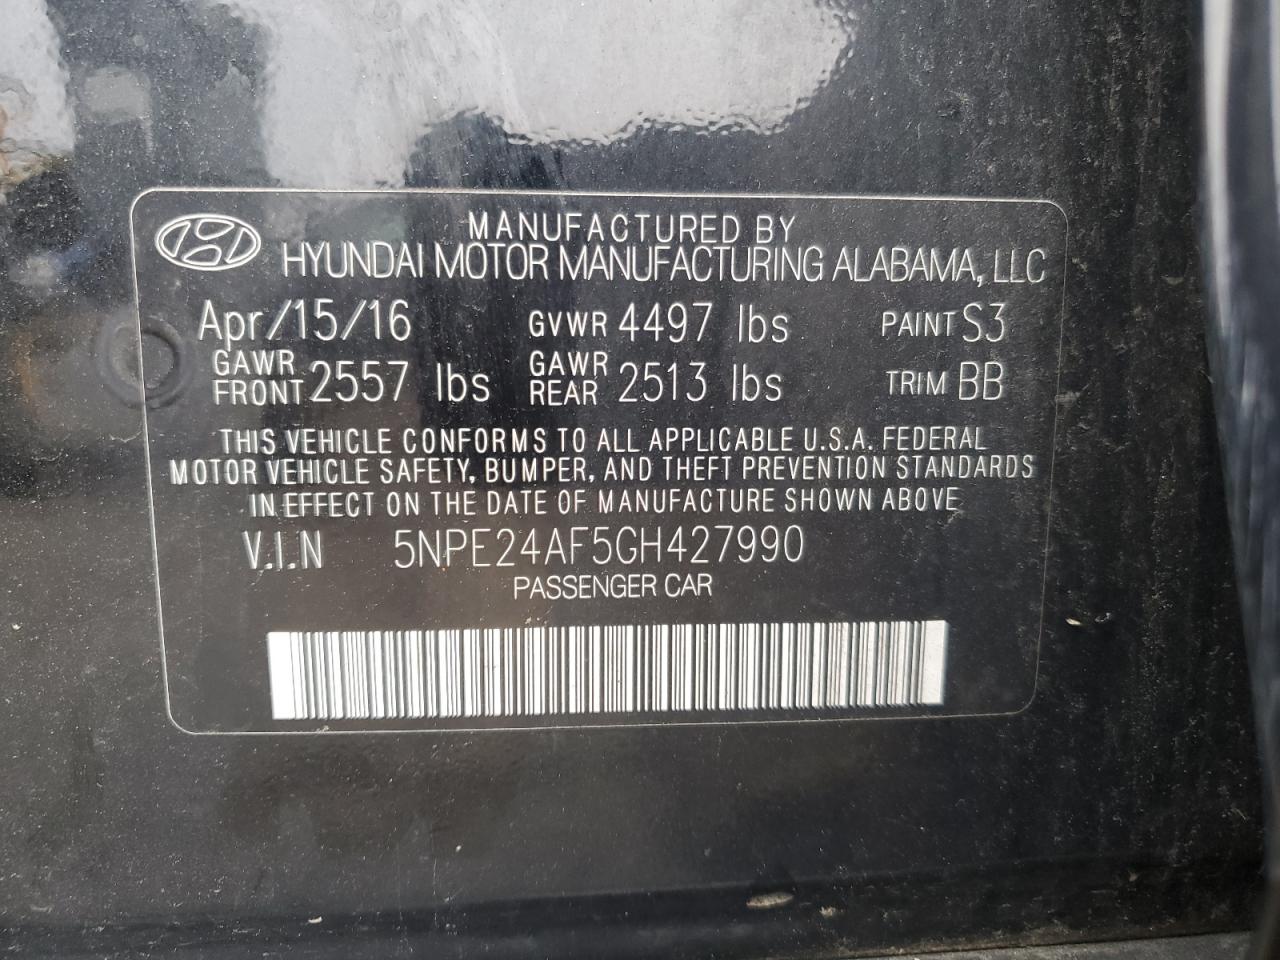 MANUFACTURED BY
HYUNDAI MOTOR MANUFACTURING ALABAMA, LLC
Apr/15/16 GVWR 4497 lbs PAINT S3
GAWR FRONT 2557 lbs GAWR REAR 2513 lbs TRIM BB
THIS VEHICLE CONFORMS TO ALL APPLICABLE U.S.A. FEDERAL
MOTOR VEHICLE SAFETY, BUMPER, AND THEFT PREVENTION STANDARDS
IN EFFECT ON THE DATE OF MANUFACTURE SHOWN ABOVE
V.I.N 5NPE24AF5GH427990
PASSENGER CAR